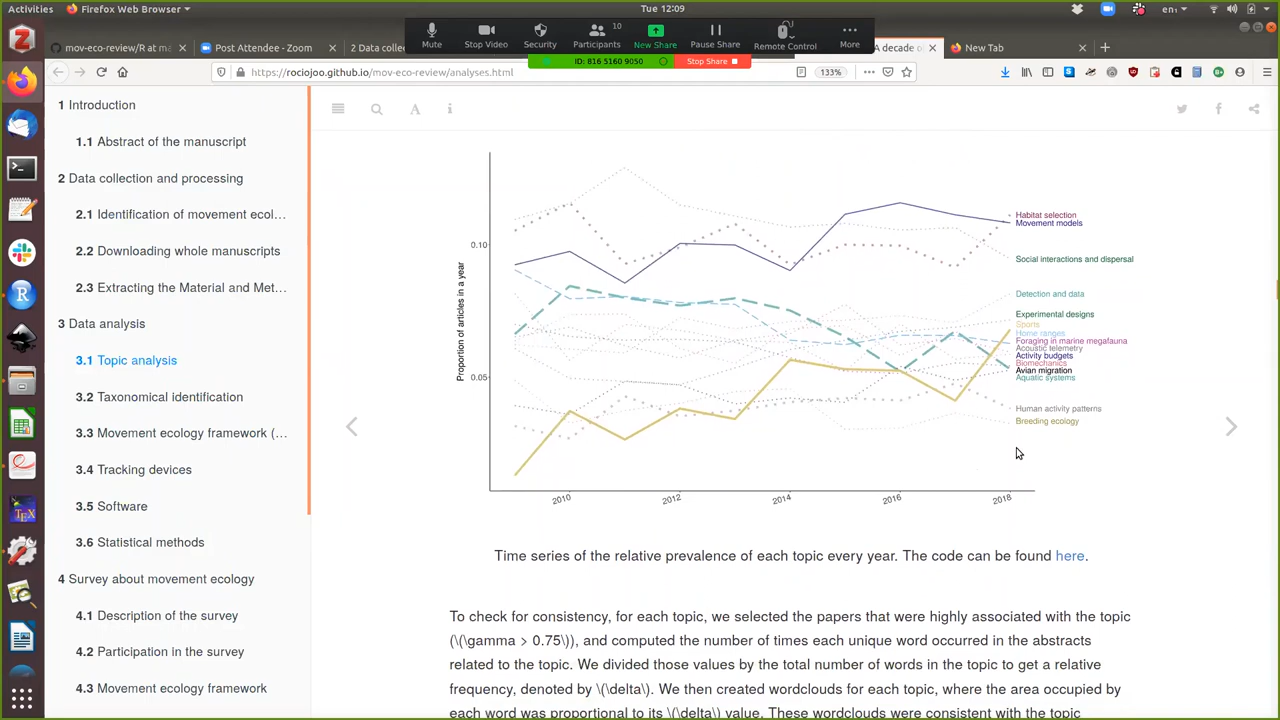 Activities
Firefox Web Browser
Tue 12:09
en
Mute
Stop Video
Security
Participants
10
New Share
Pause Share
Remote Control
More
ID: 816 5160 9050
Stop Share
mov-eco-review/R at ma
Post Attendee - Zoom
2 Data colle
A decade o
New Tab
https://rociojoo.github.io/mov-eco-review/analyses.html
133%
1 Introduction
1.1 Abstract of the manuscript
2 Data collection and processing
2.1 Identification of movement ecol...
2.2 Downloading whole manuscripts
2.3 Extracting the Material and Met...
3 Data analysis
3.1 Topic analysis
3.2 Taxonomical identification
3.3 Movement ecology framework (...
3.4 Tracking devices
3.5 Software
3.6 Statistical methods
4 Survey about movement ecology
4.1 Description of the survey
4.2 Participation in the survey
4.3 Movement ecology framework
Proportion of articles in a year
0.10
0.05
2010
2012
2014
2016
2018
Habitat selection
Movement models
Social interactions and dispersal
Detection and data
Experimental designs
Sports
Home ranges
Foraging in marine megafauna
Acoustic telemetry
Activity budgets
Biomechanics
Avian migration
Aquatic systems
Human activity patterns
Breeding ecology
Time series of the relative prevalence of each topic every year. The code can be found here.
To check for consistency, for each topic, we selected the papers that were highly associated with the topic
(\(\gamma > 0.75\)), and computed the number of times each unique word occurred in the abstracts
related to the topic. We divided those values by the total number of words in the topic to get a relative
frequency, denoted by \(\delta\). We then created wordclouds for each topic, where the area occupied by
each word was proportional to its \(\delta\) value. These wordclouds were consistent with the topic